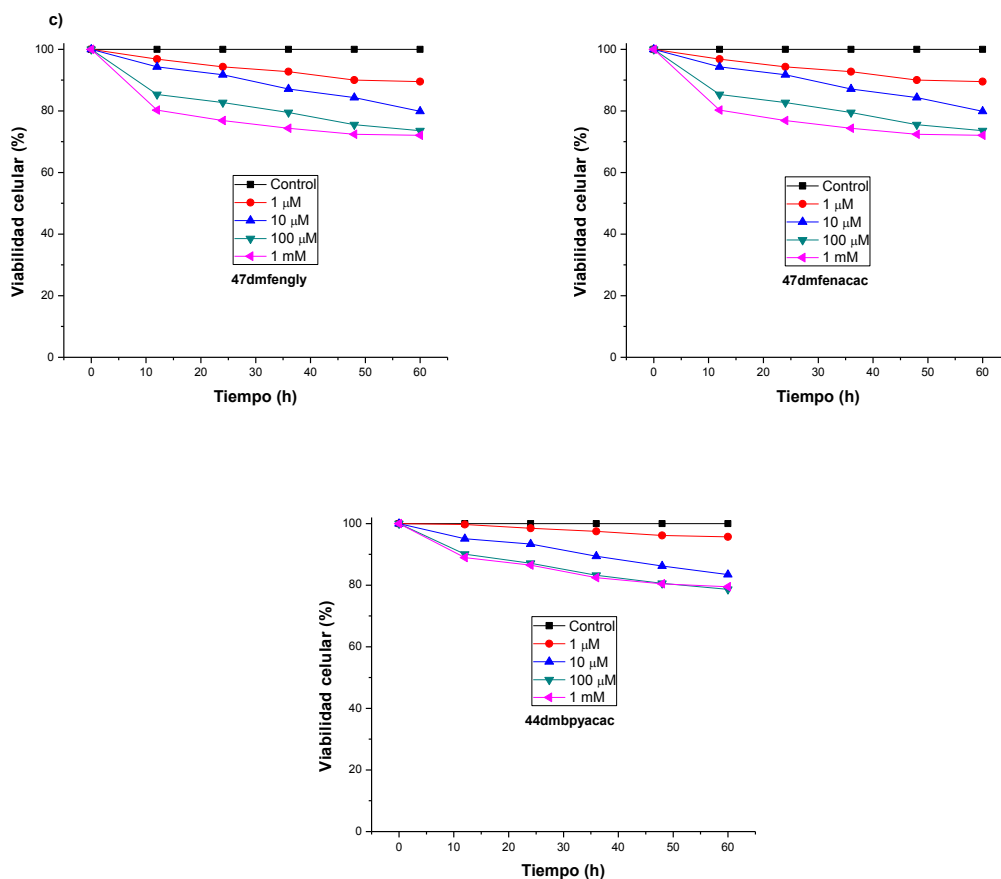 c)
100
80
60
40
20
0
Viabilidad celular (%)
Control
1 μM
10 μM
100 μM
1 mM
47dmfengly
0 10 20 30 40 50 60
Tiempo (h)
100
80
60
40
20
0
Viabilidad celular (%)
Control
1 μM
10 μM
100 μM
1 mM
47dmfenacac
0 10 20 30 40 50 60
Tiempo (h)
100
80
60
40
20
0
Viabilidad celular (%)
Control
1 μM
10 μM
100 μM
1 mM
44dmbpyacac
0 10 20 30 40 50 60
Tiempo (h)